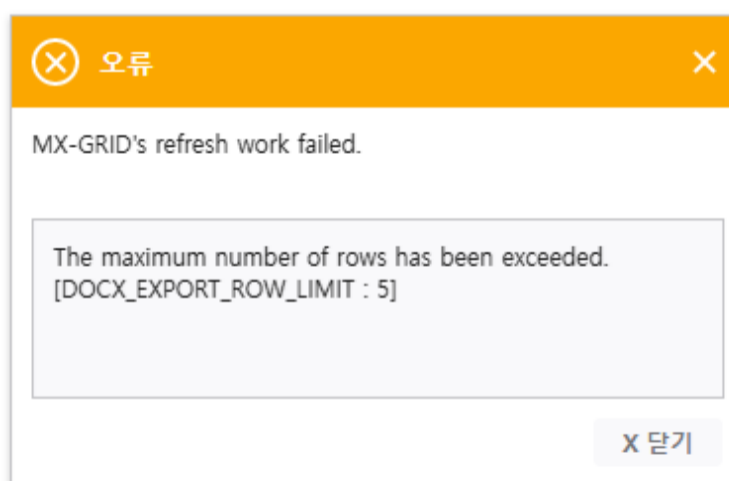 오류
MX-GRID's refresh work failed.
The maximum number of rows has been exceeded.
[DOCX_EXPORT_ROW_LIMIT : 5]
X 닫기